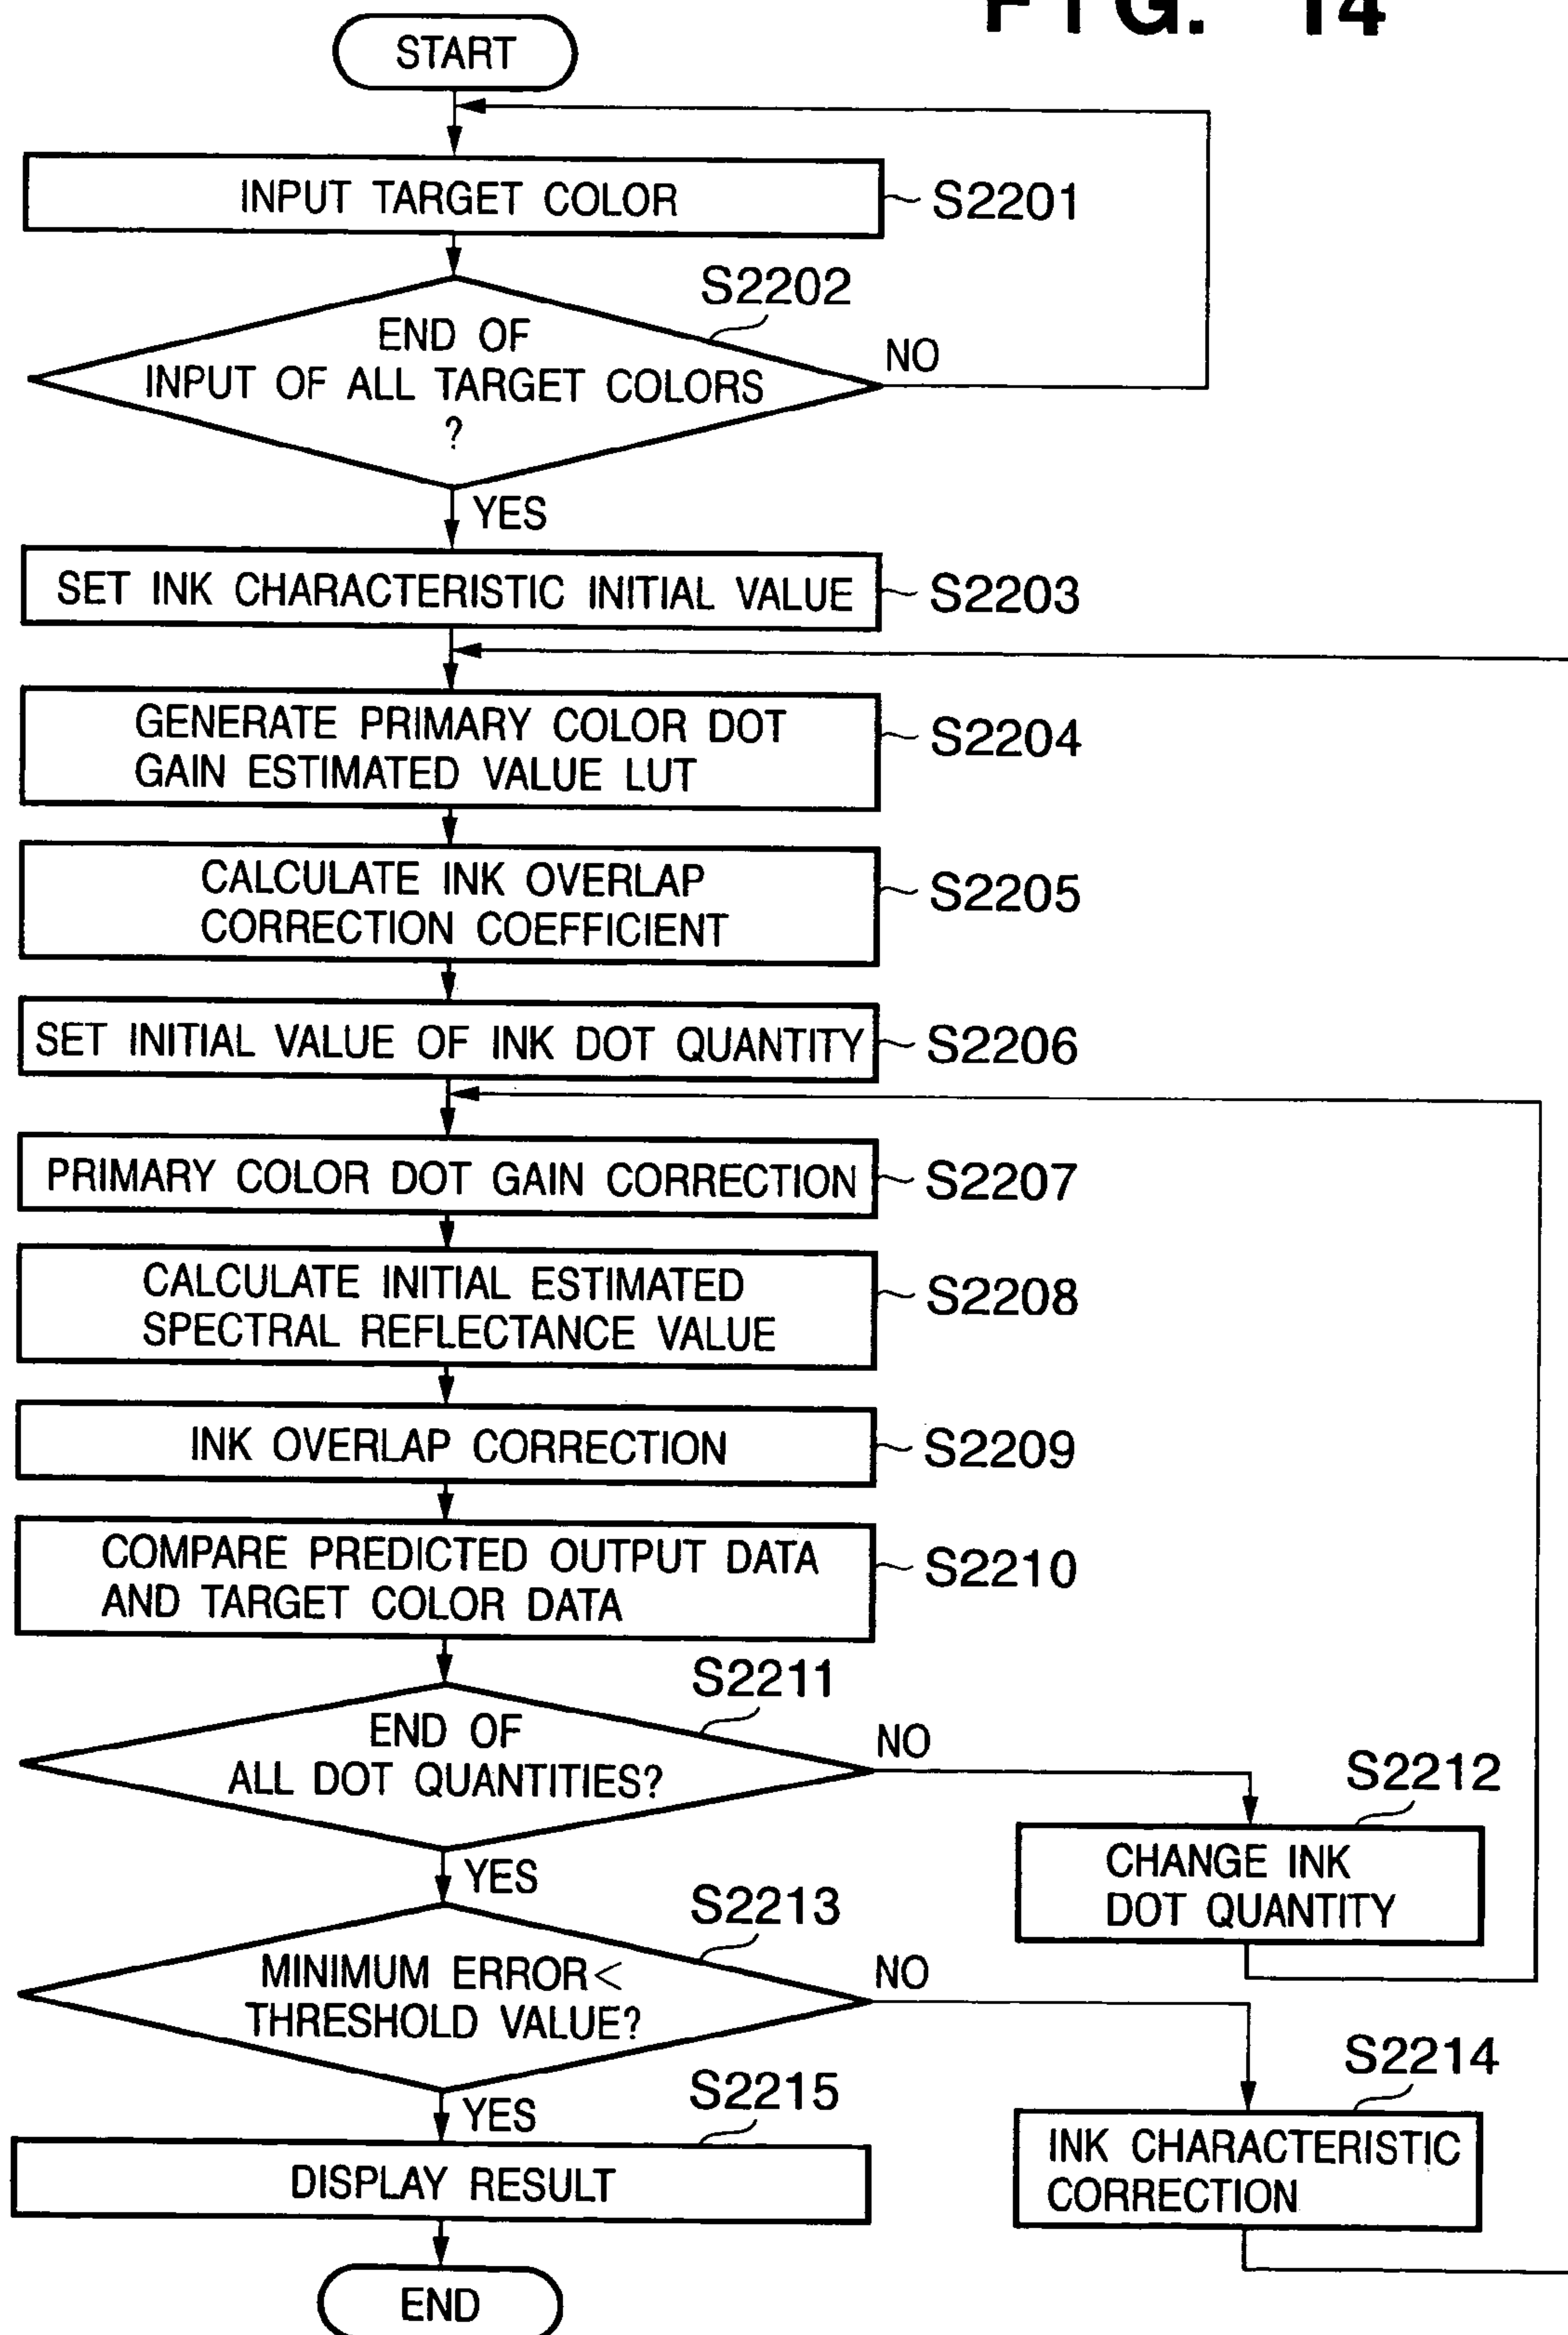 FIG. 14
START
INPUT TARGET COLOR
S2201
S2202
END OF
INPUT OF ALL TARGET COLORS
?
NO
YES
SET INK CHARACTERISTIC INITIAL VALUE
S2203
GENERATE PRIMARY COLOR DOT
GAIN ESTIMATED VALUE LUT
S2204
CALCULATE INK OVERLAP
CORRECTION COEFFICIENT
S2205
SET INITIAL VALUE OF INK DOT QUANTITY
S2206
PRIMARY COLOR DOT GAIN CORRECTION
S2207
CALCULATE INITIAL ESTIMATED
SPECTRAL REFLECTANCE VALUE
S2208
INK OVERLAP CORRECTION
S2209
COMPARE PREDICTED OUTPUT DATA
AND TARGET COLOR DATA
S2210
S2211
END OF
ALL DOT QUANTITIES?
NO
S2212
CHANGE INK
DOT QUANTITY
YES
S2213
MINIMUM ERROR<
THRESHOLD VALUE?
NO
S2214
INK CHARACTERISTIC
CORRECTION
YES
S2215
DISPLAY RESULT
END